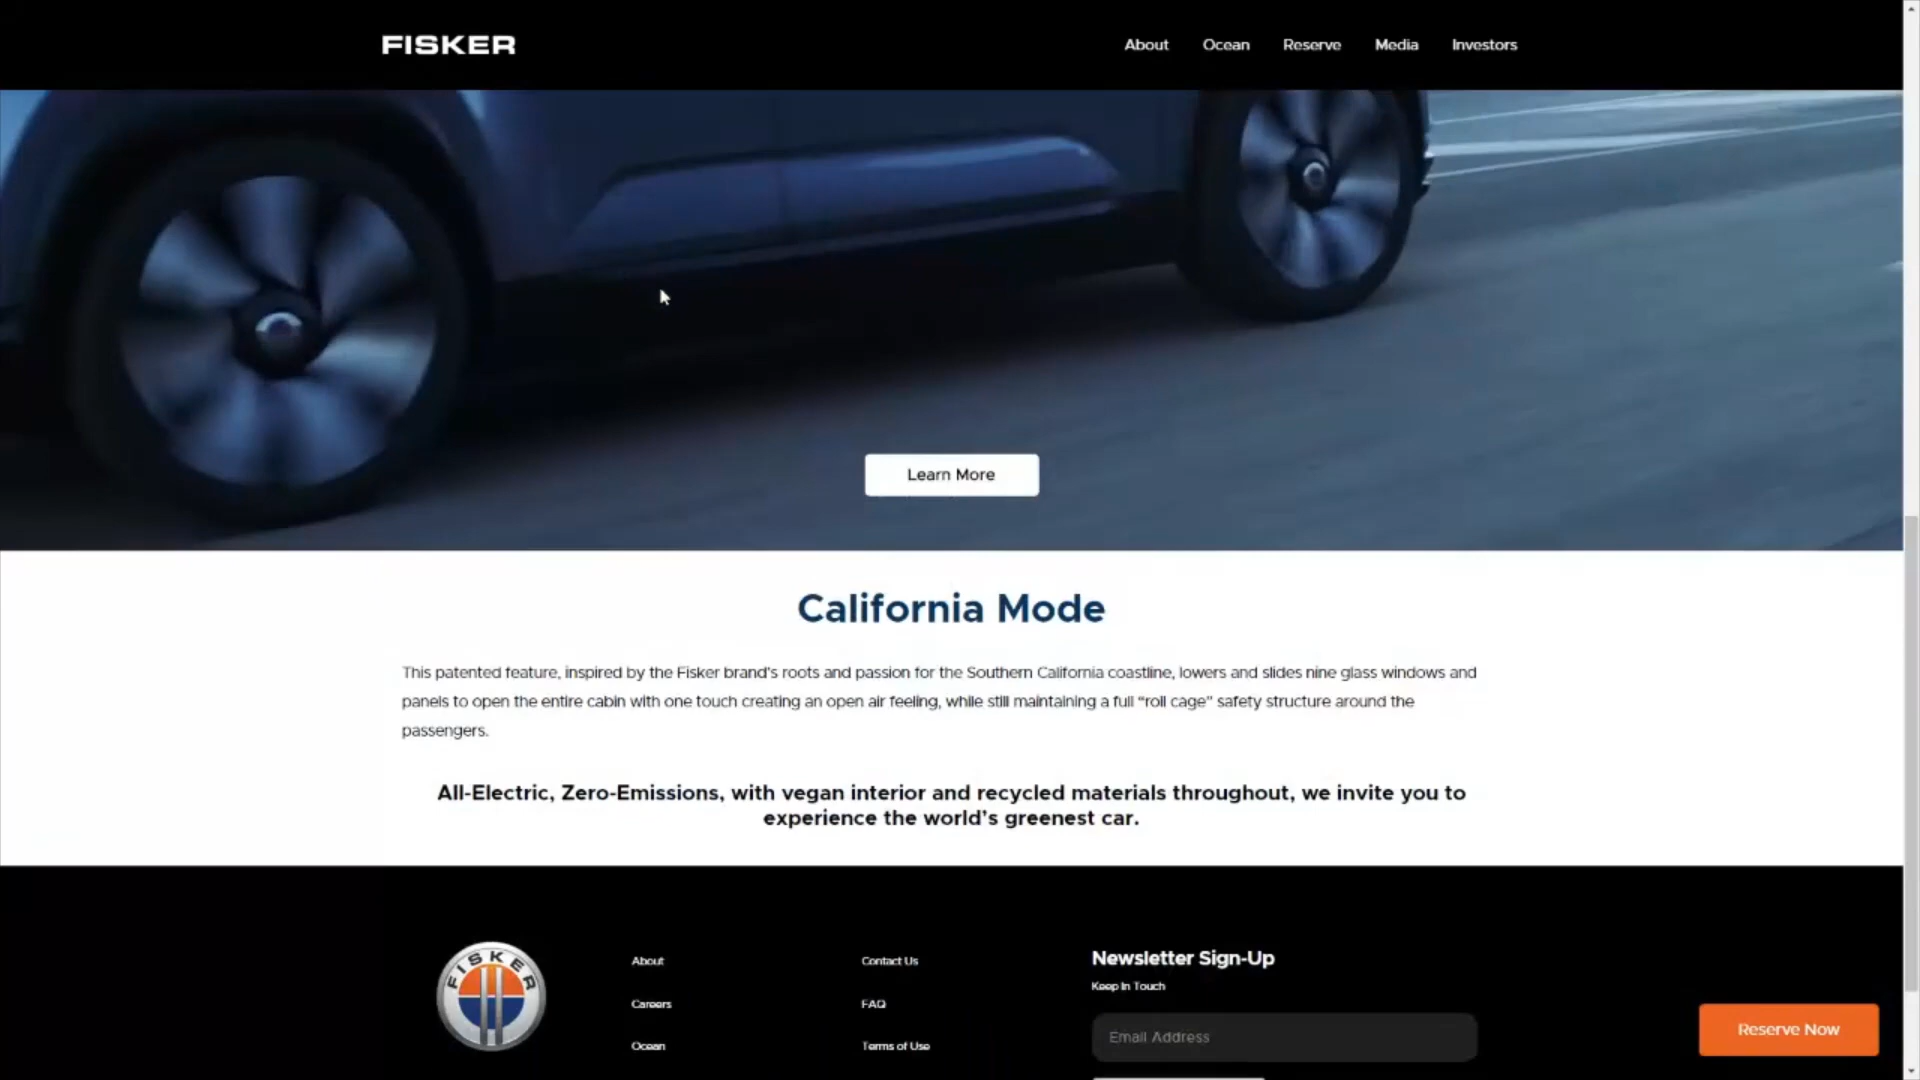 FISKER
About
Ocean
Reserve
Media
Investors
Learn More
California Mode
This patented feature, inspired by the Fisker brand's roots and passion for the Southern California coastline, lowers and slides nine glass windows and
panels to open the entire cabin with one touch creating an open air feeling, while still maintaining a full “roll cage” safety structure around the
passengers.
All-Electric, Zero-Emissions, with vegan interior and recycled materials throughout, we invite you to
experience the world’s greenest car.
FISKER
About
Careers
Ocean
Contact Us
FAQ
Terms of Use
Newsletter Sign-Up
Keep In Touch
Email Address
Reserve Now